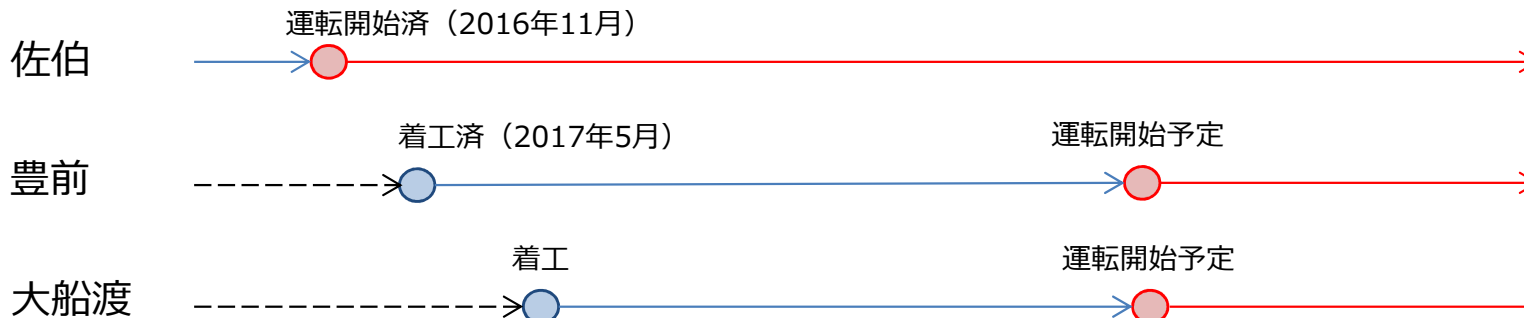 運転開始済（2016年11月）
佐伯
着工済（2017年5月）
運転開始予定
豊前
着工
運転開始予定
大船渡